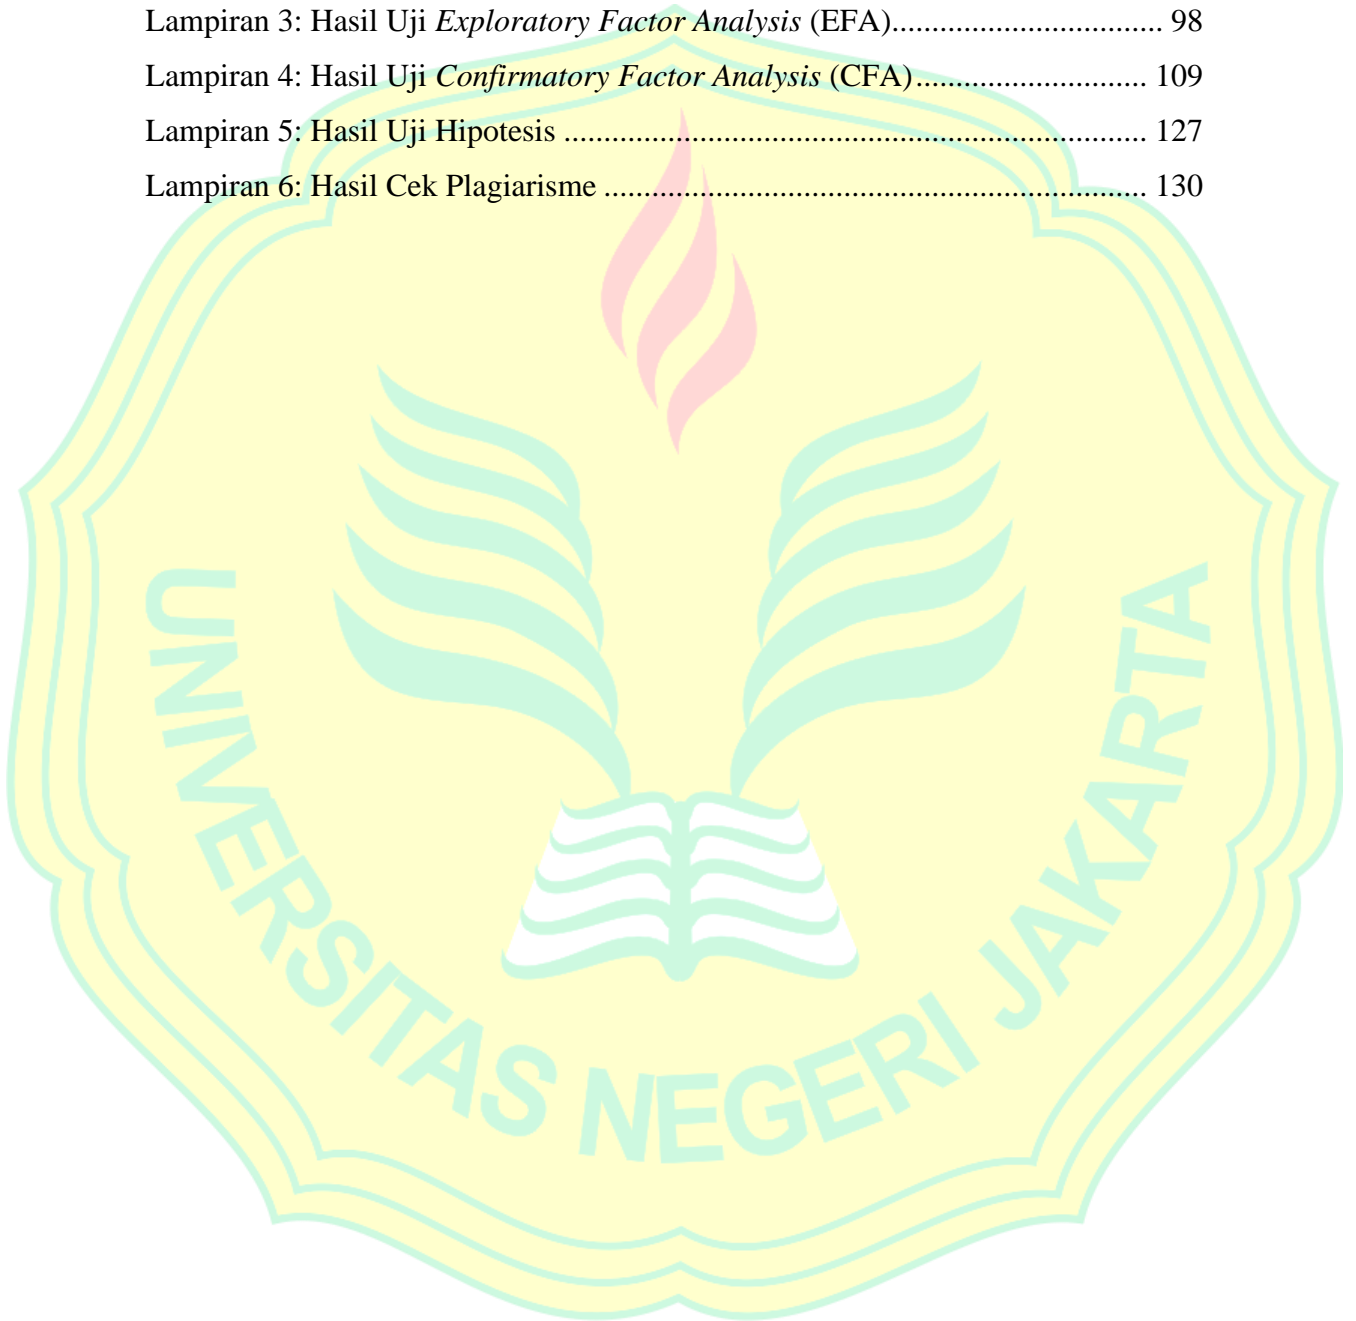 Lampiran 3: Hasil Uji Exploratory Factor Analysis (EFA).................................. 98
Lampiran 4: Hasil Uji Confirmatory Factor Analysis (CFA)............................. 109
Lampiran 5: Hasil Uji Hipotesis ......................................................................... 127
Lampiran 6: Hasil Cek Plagiarisme .................................................................... 130
UNIVERSITAS NEGERI JAKARTA